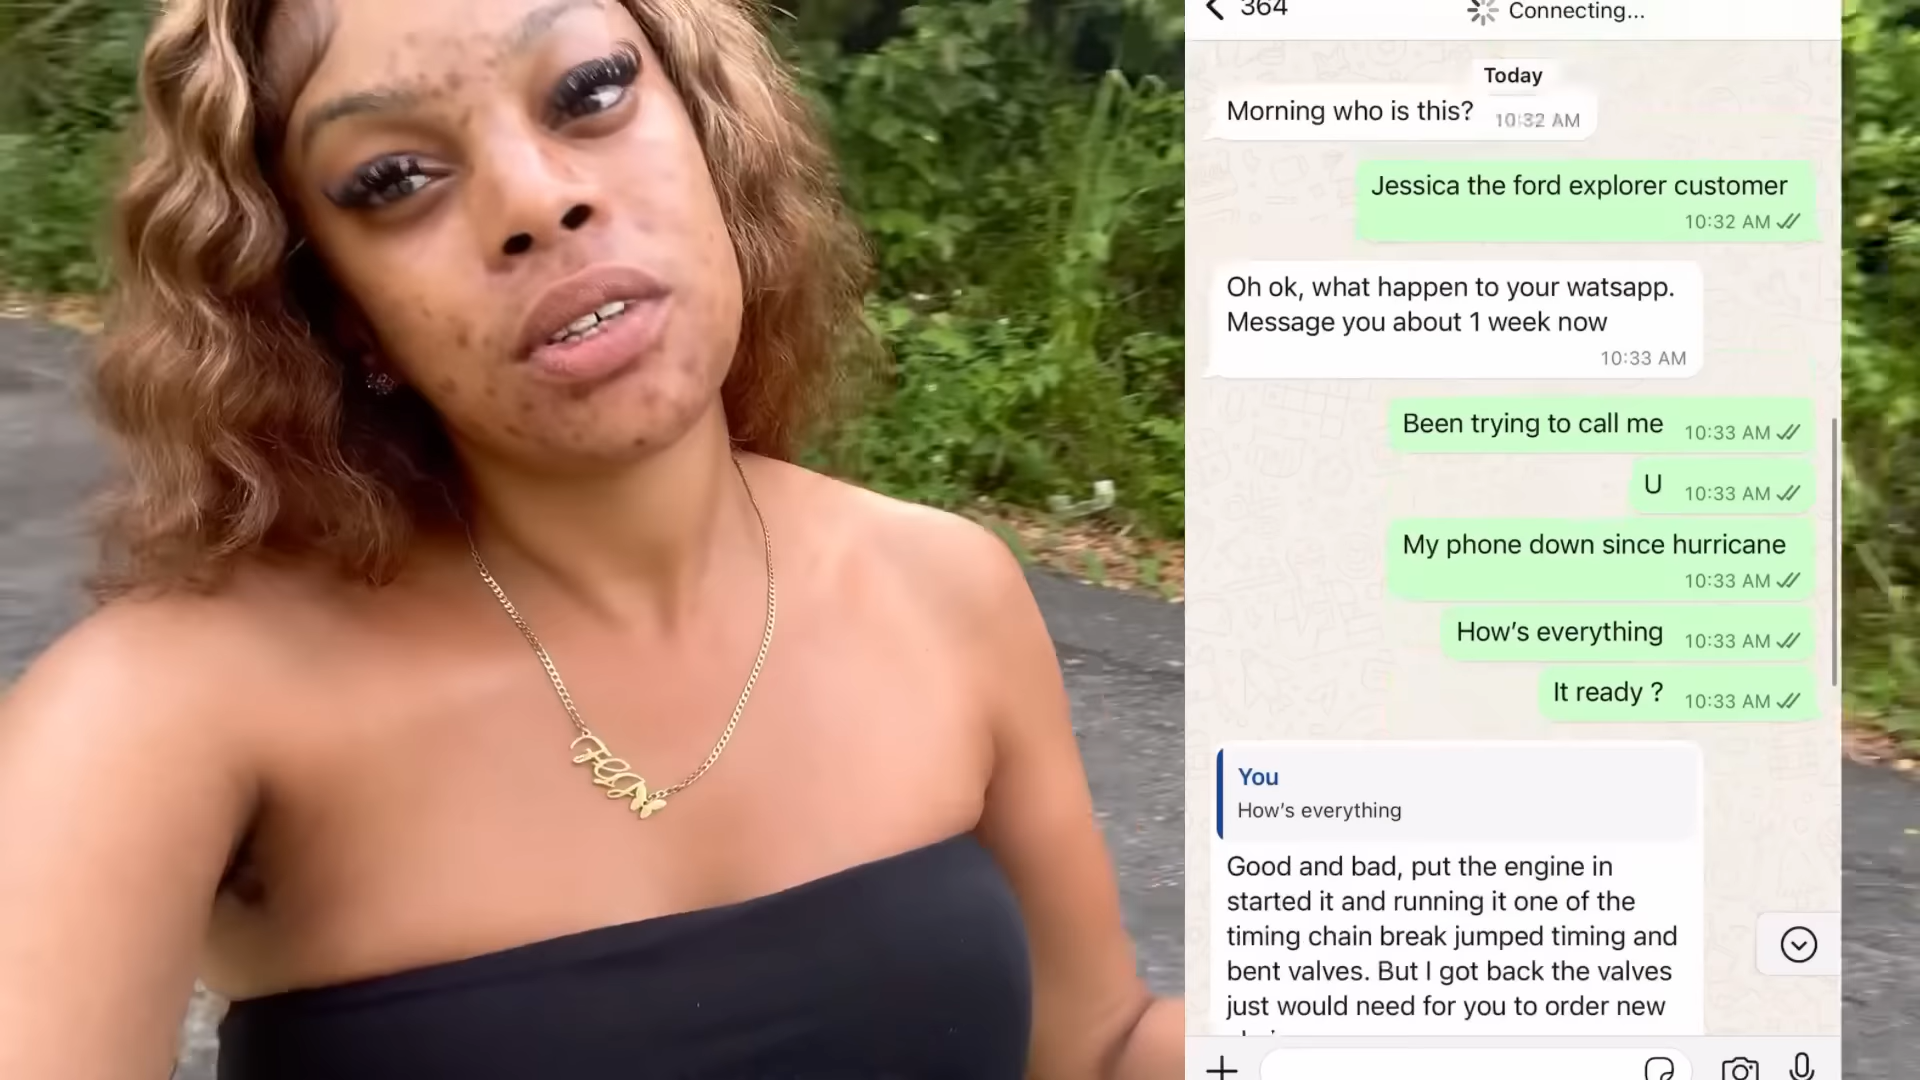 364
Connecting...
Today
Morning who is this?
10:32 AM
Jessica the ford explorer customer
10:32 AM
Oh ok, what happen to your watsapp.
Message you about 1 week now
10:33 AM
Been trying to call me
10:33 AM
U
10:33 AM
My phone down since hurricane
10:33 AM
How's everything
10:33 AM
It ready ?
10:33 AM
You
How's everything
Good and bad, put the engine in
started it and running it one of the
timing chain break jumped timing and
bent valves. But I got back the valves
just would need for you to order new